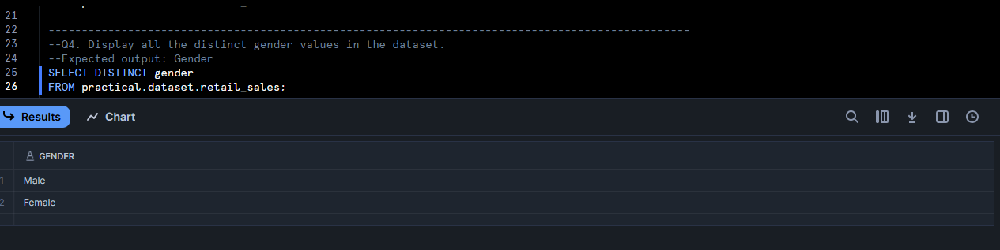 21
22 --------------------------------------------------------------------------------------------------
23 --Q4. Display all the distinct gender values in the dataset.
24 --Expected output: Gender
25 SELECT DISTINCT gender
26 FROM practical.dataset.retail_sales;
Results Chart
A GENDER
1 Male
2 Female